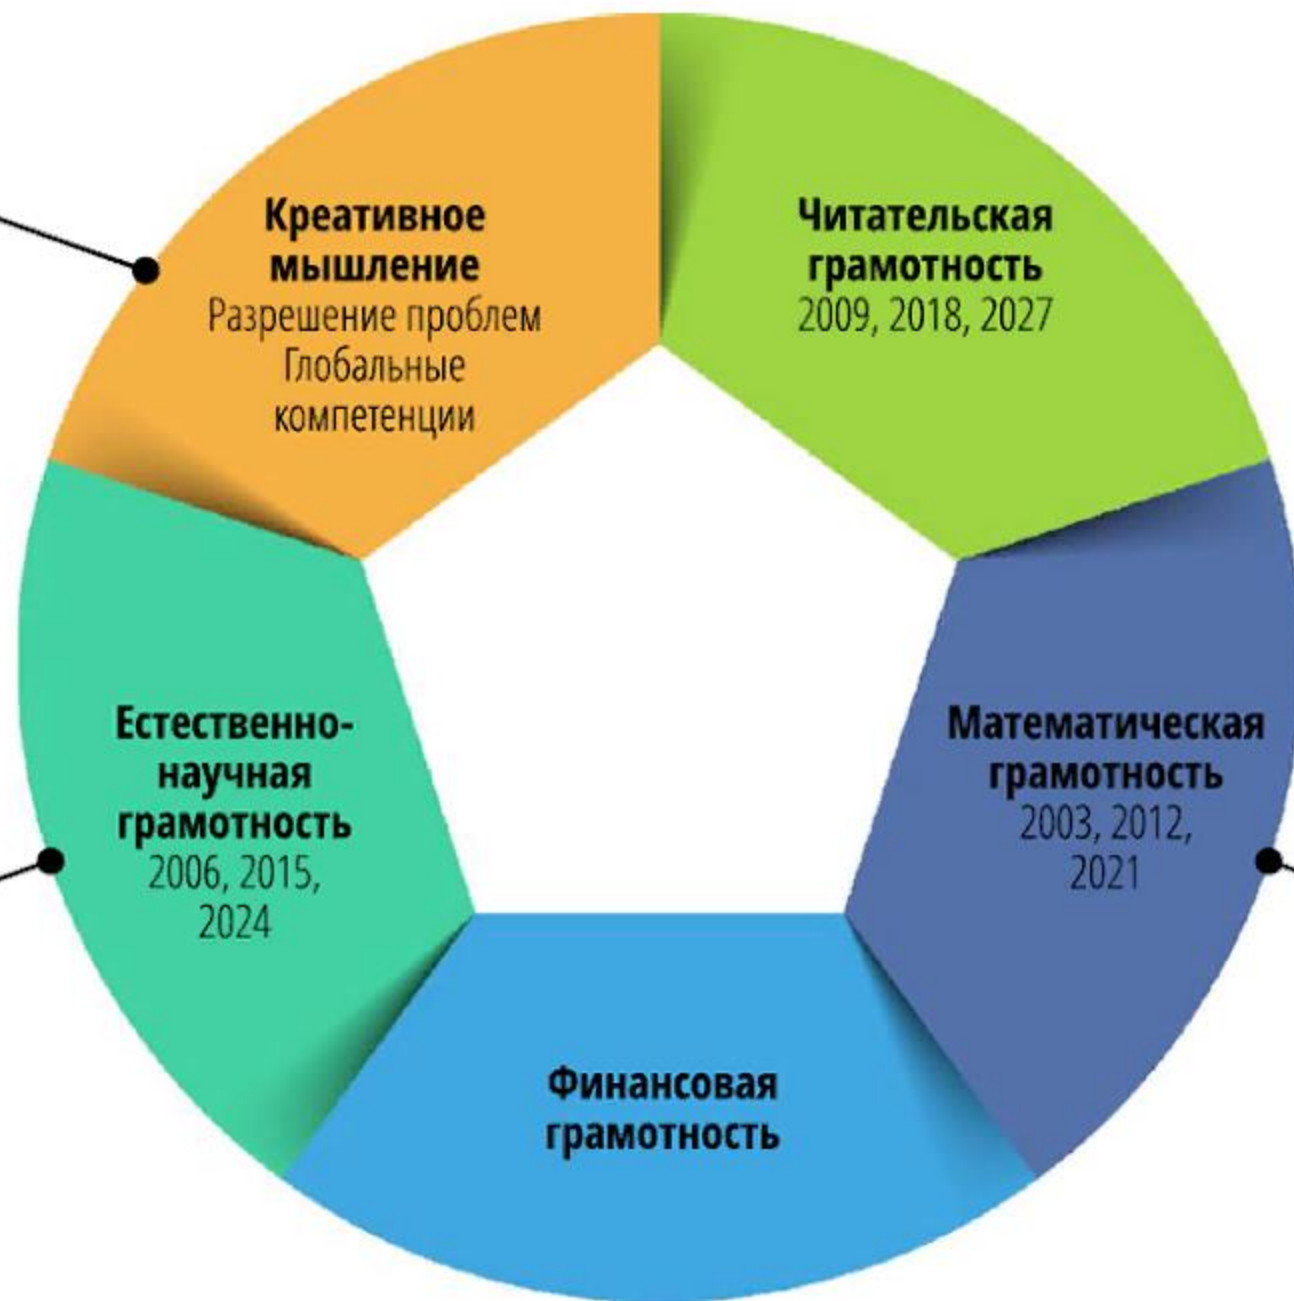 Креативное
мышление
Разрешение проблем
Глобальные
компетенции
Читательская
грамотность
2009, 2018, 2027
Естественно-
научная
грамотность
2006, 2015,
2024
Математическая
грамотность
2003, 2012,
2021
Финансовая
грамотность